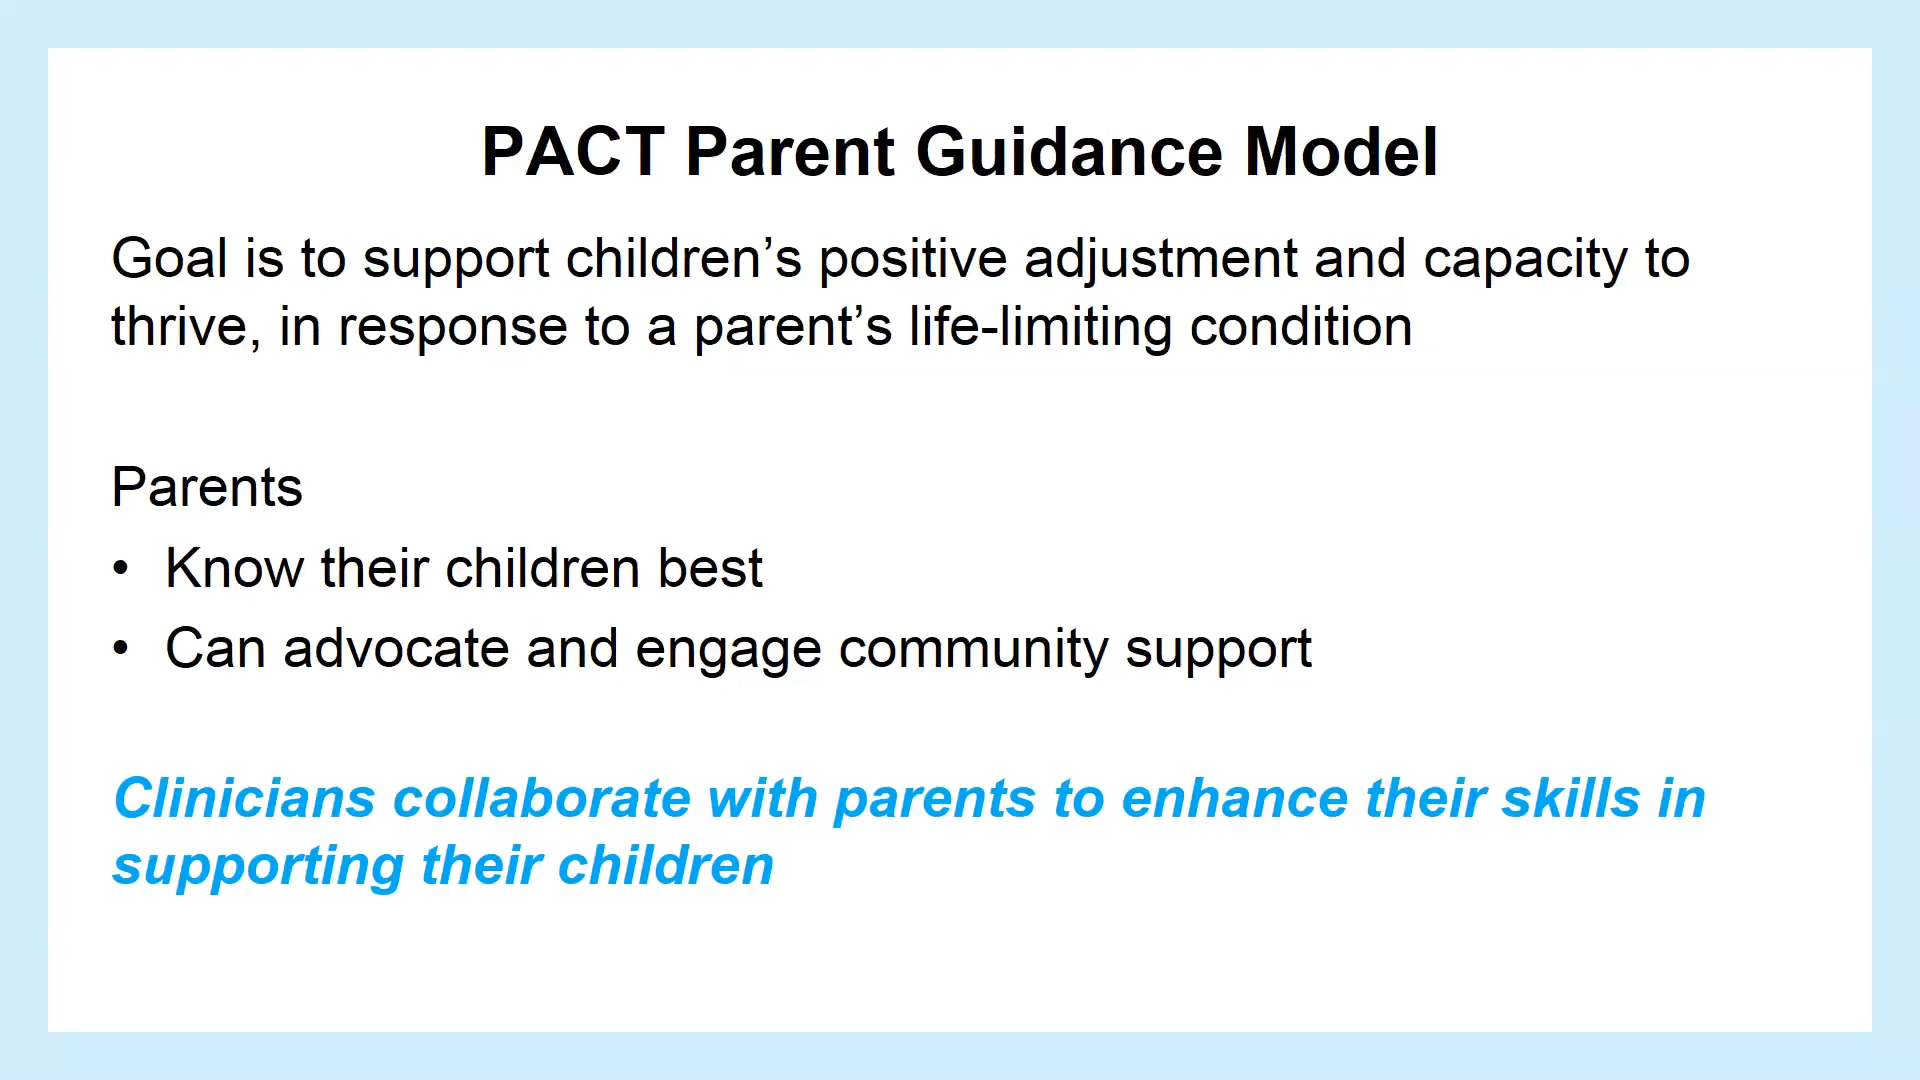 PACT Parent Guidance Model
Goal is to support children’s positive adjustment and capacity to
thrive, in response to a parent’s life-limiting condition
Parents
• Know their children best
• Can advocate and engage community support
Clinicians collaborate with parents to enhance their skills in
supporting their children